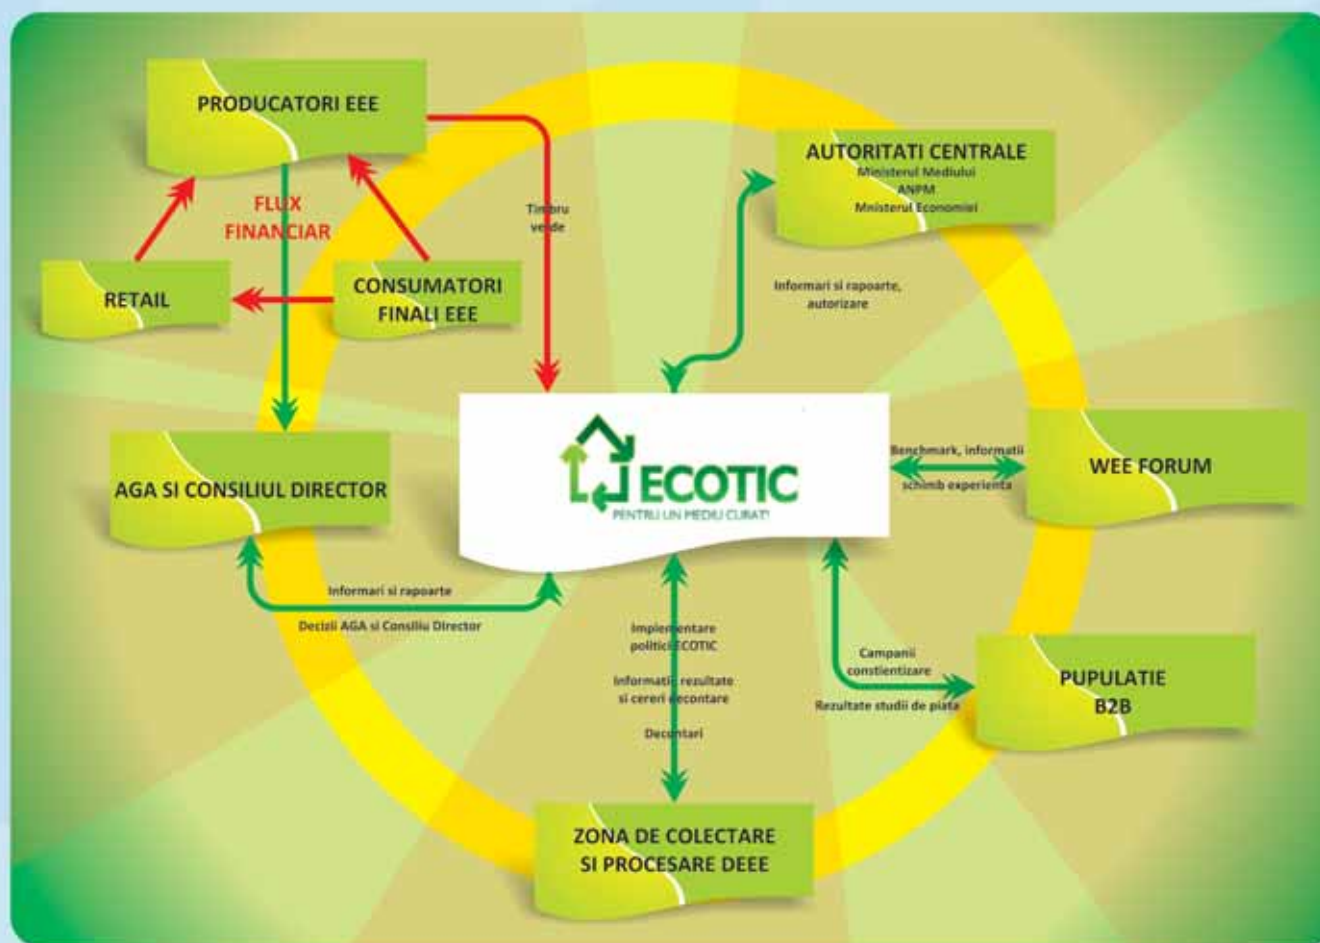 PRODUCATORI EEE
AUTORITATI CENTRALE
Ministerul Mediului
ANPM
Mnisterul Economiei
FLUX
FINANCIAR
Timbru
verde
RETAIL
CONSUMATORI
FINALI EEE
Informari si rapoarte,
autorizare
ECOTIC
PENTRU UN MEDIU CURAT!
AGA SI CONSILIUL DIRECTOR
Benchmark, informatii
schimb experienta
WEE FORUM
Informari si rapoarte
Decizii AGA si Consiliu Director
Implementare
politici ECOTIC
Informatii, rezultate
si cereri decontare
Decontari
Campanii
constientizare
Rezultate studii de piata
PUPULATIE
B2B
ZONA DE COLECTARE
SI PROCESARE DEEE